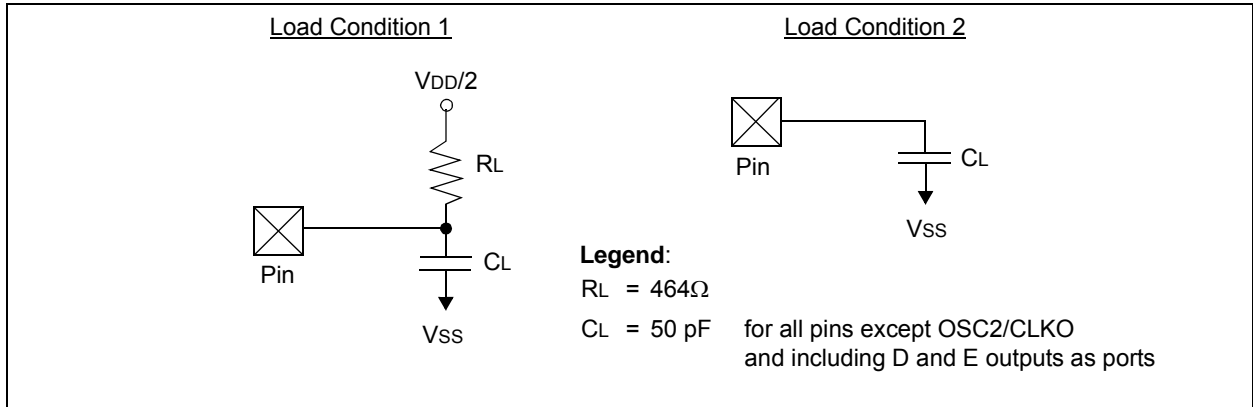 Load Condition 1
VDD/2
RL
Pin
CL
VSS
Load Condition 2
Pin
CL
VSS
Legend:
RL = 464Ω
CL = 50 pF for all pins except OSC2/CLKO
and including D and E outputs as ports